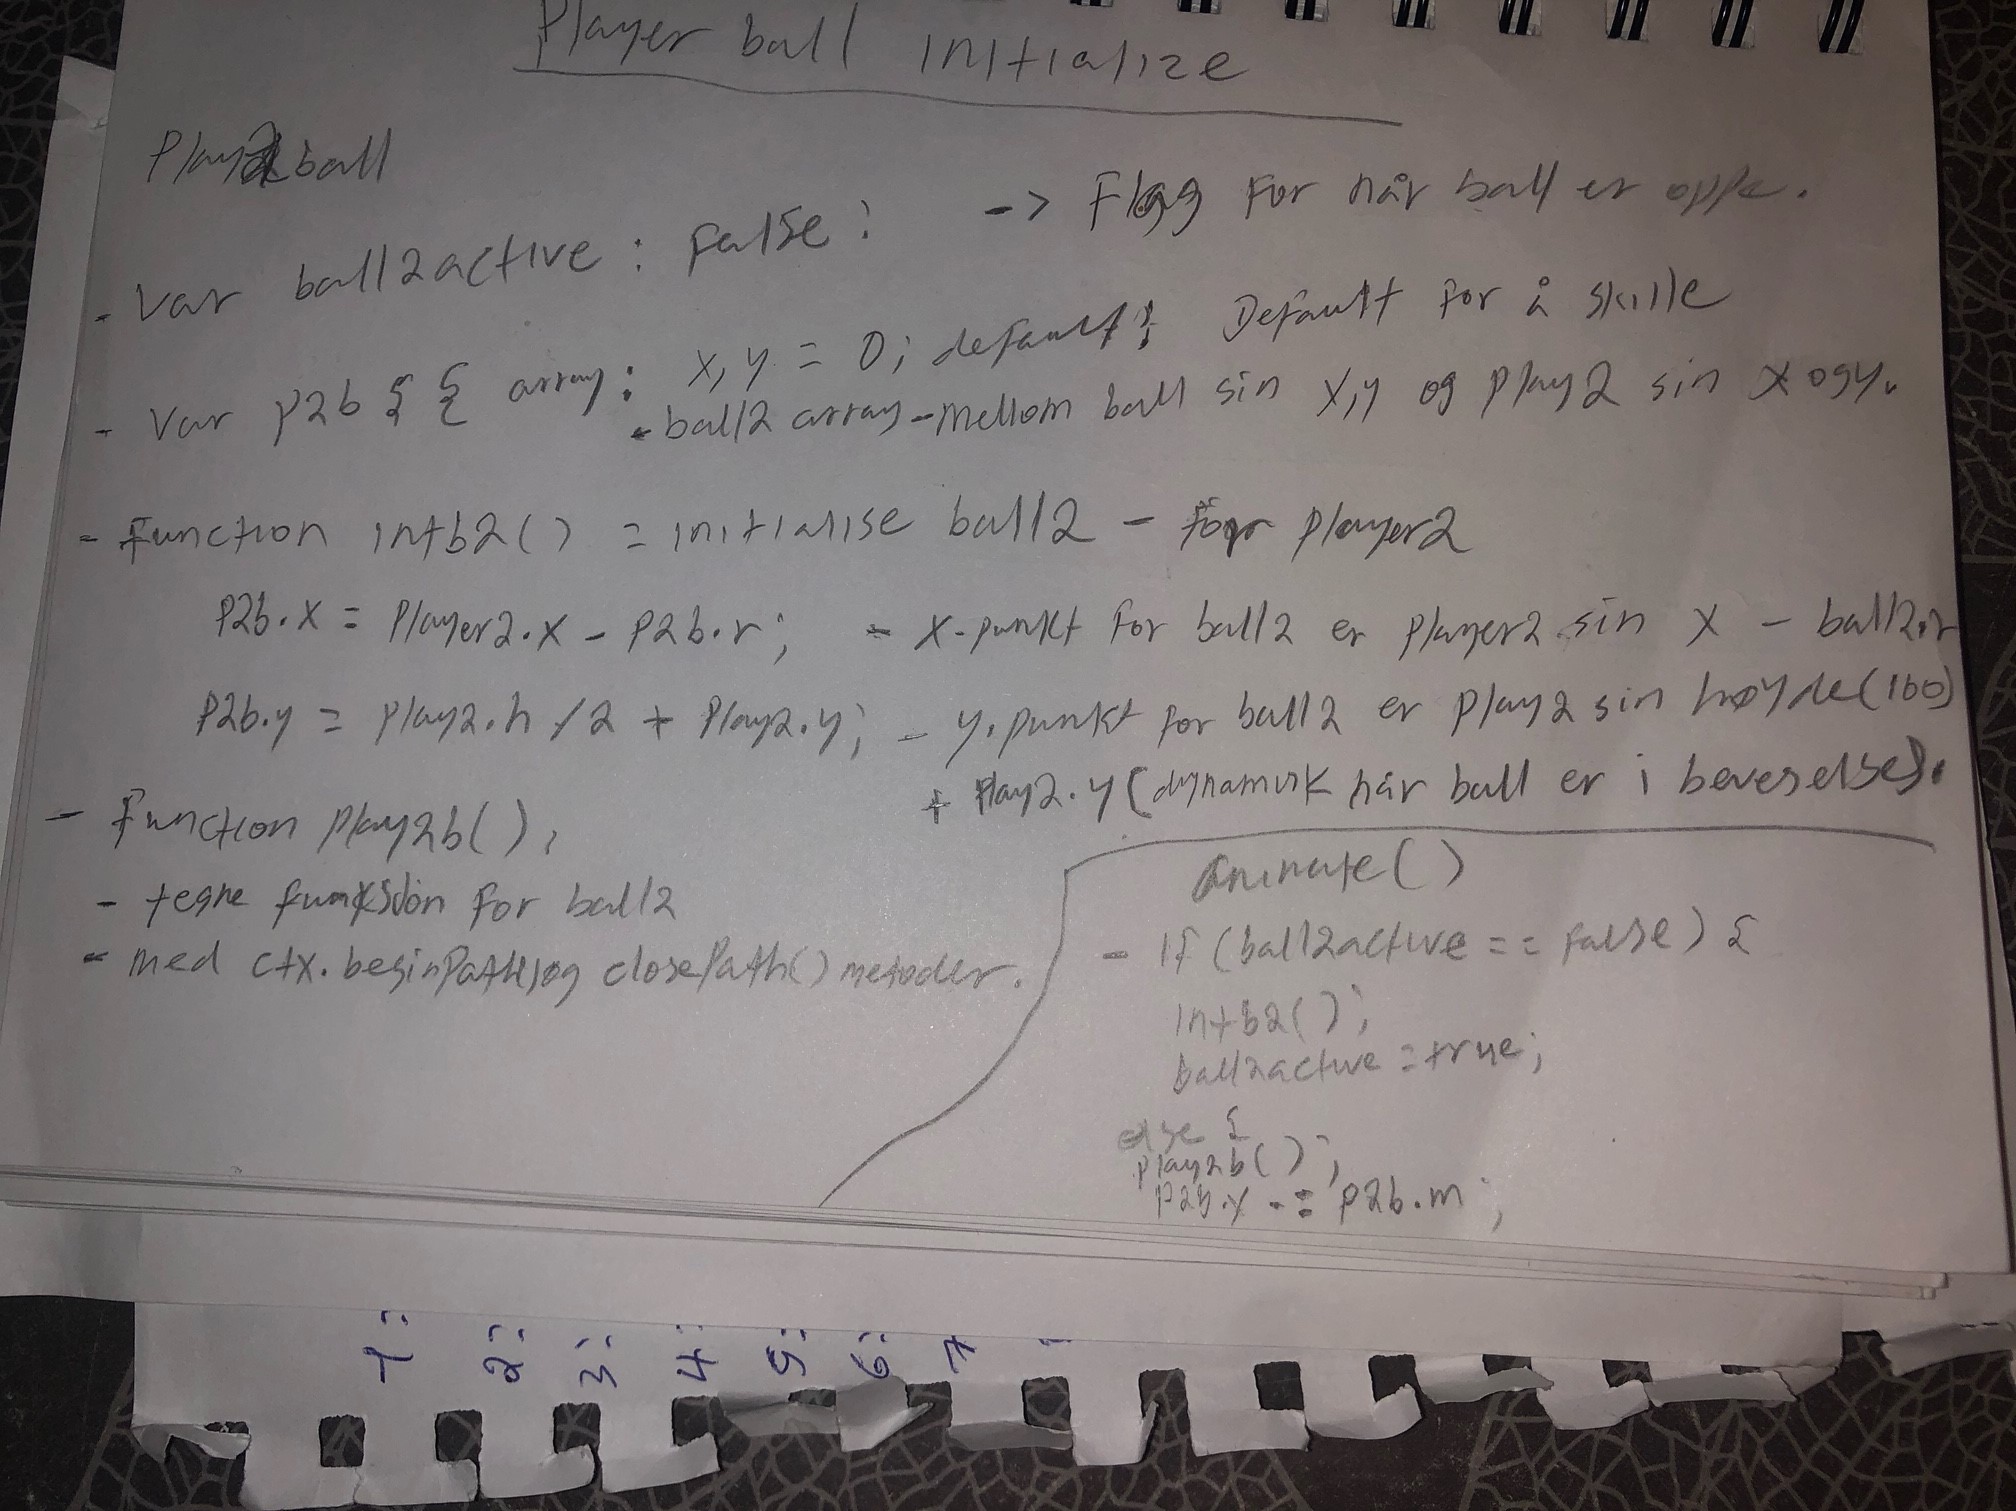 Player ball initialize
Play2ball
- Var ball2active : false; -> Flagg for når ball er oppe.
- Var p2b { { array: x, y = 0; default; Default for å skille
- ball2 array - mellom ball sin x,y og play2 sin x og y.
- Function intb2() = initialise ball2 - for player2
P2b.x = Player2.x - P2b.r; - x-punkt for ball2 er player2 sin x - ball2.r
P2b.y = play2.h / 2 + Play2.y; - y.punkt for ball2 er play2 sin høyde(100)
+ Play2.y (dynamisk når ball er i bevegelse).
- Function play2b();
- tegne funksjon for ball2
- med ctx.beginPath() og closePath() metoder.
animate()
- If (ball2active == false) {
intb2();
ball2active = true;
else {
play2b();
P2b.x -= p2b.m;
1:
2:
3:
4:
5:
6:
7